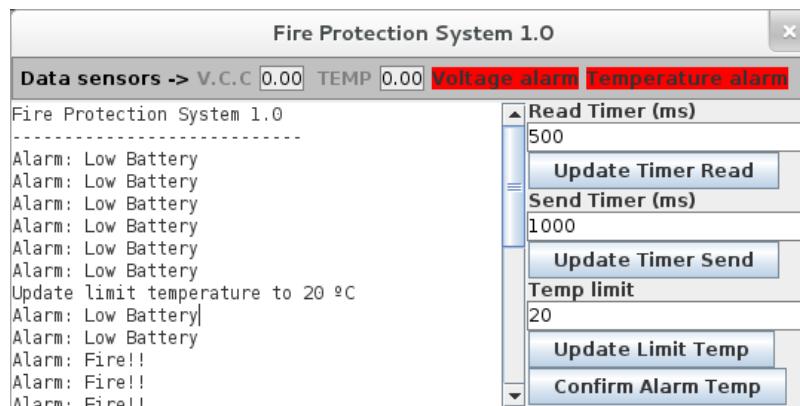 Fire Protection System 1.0
Data sensors -> V.C.C 0.00 TEMP 0.00 Voltage alarm Temperature alarm
Fire Protection System 1.0
----------------------------
Alarm: Low Battery
Alarm: Low Battery
Alarm: Low Battery
Alarm: Low Battery
Alarm: Low Battery
Alarm: Low Battery
Update limit temperature to 20 ºC
Alarm: Low Battery
Alarm: Low Battery
Alarm: Fire!!
Alarm: Fire!!
Alarm: Fire!!
Read Timer (ms)
500
Update Timer Read
Send Timer (ms)
1000
Update Timer Send
Temp limit
20
Update Limit Temp
Confirm Alarm Temp